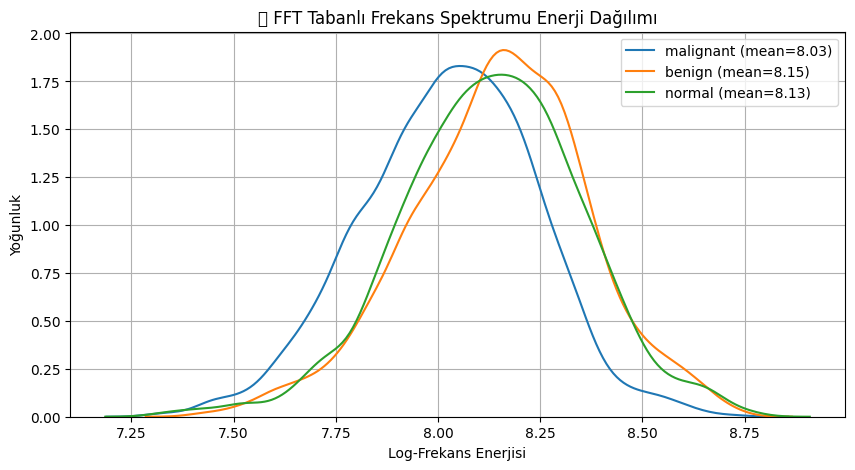 FFT Tabanlı Frekans Spektrumu Enerji Dağılımı
malignant (mean=8.03)
benign (mean=8.15)
normal (mean=8.13)
Yoğunluk
2.00
1.75
1.50
1.25
1.00
0.75
0.50
0.25
0.00
7.25 7.50 7.75 8.00 8.25 8.50 8.75
Log-Frekans Enerjisi